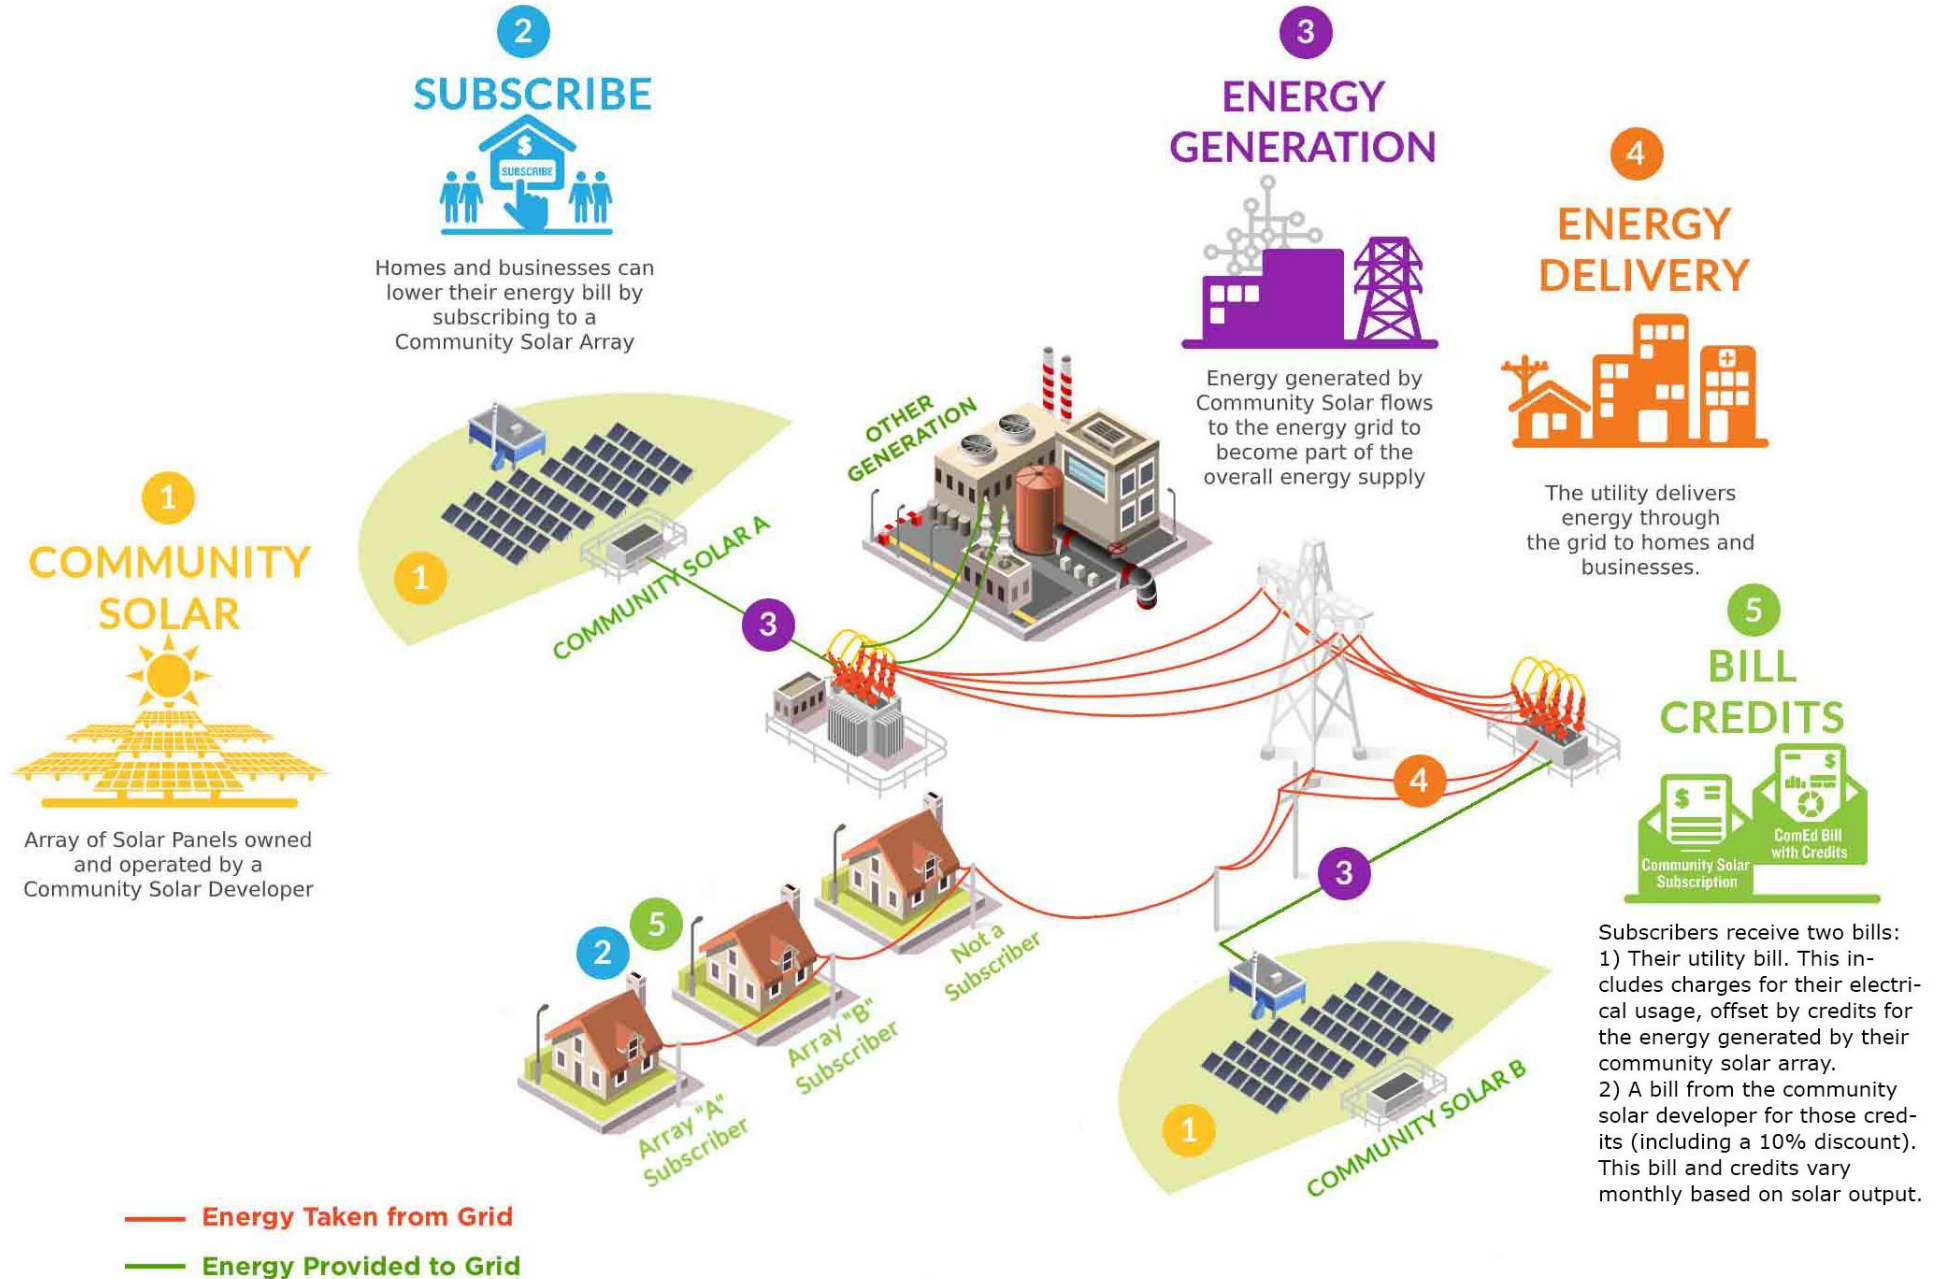 1
COMMUNITY
SOLAR
Array of Solar Panels owned
and operated by a
Community Solar Developer
2
SUBSCRIBE
$
SUBSCRIBE
Homes and businesses can
lower their energy bill by
subscribing to a
Community Solar Array
3
ENERGY
GENERATION
Energy generated by
Community Solar flows
to the energy grid to
become part of the
overall energy supply
4
ENERGY
DELIVERY
The utility delivers
energy through
the grid to homes and
businesses.
5
BILL
CREDITS
$
$
Community Solar
Subscription
ComEd Bill
with Credits
Subscribers receive two bills:
1) Their utility bill. This in-
cludes charges for their electri-
cal usage, offset by credits for
the energy generated by their
community solar array.
2) A bill from the community
solar developer for those cred-
its (including a 10% discount).
This bill and credits vary
monthly based on solar output.
1
COMMUNITY SOLAR A
3
OTHER
GENERATION
4
3
1
COMMUNITY SOLAR B
2
5
Array "A"
Subscriber
Array "B"
Subscriber
Not a
Subscriber
Energy Taken from Grid
Energy Provided to Grid